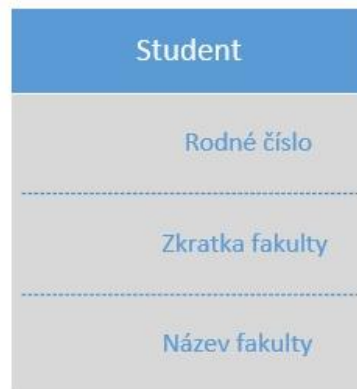 Student
Rodné číslo
Zkratka fakulty
Název fakulty